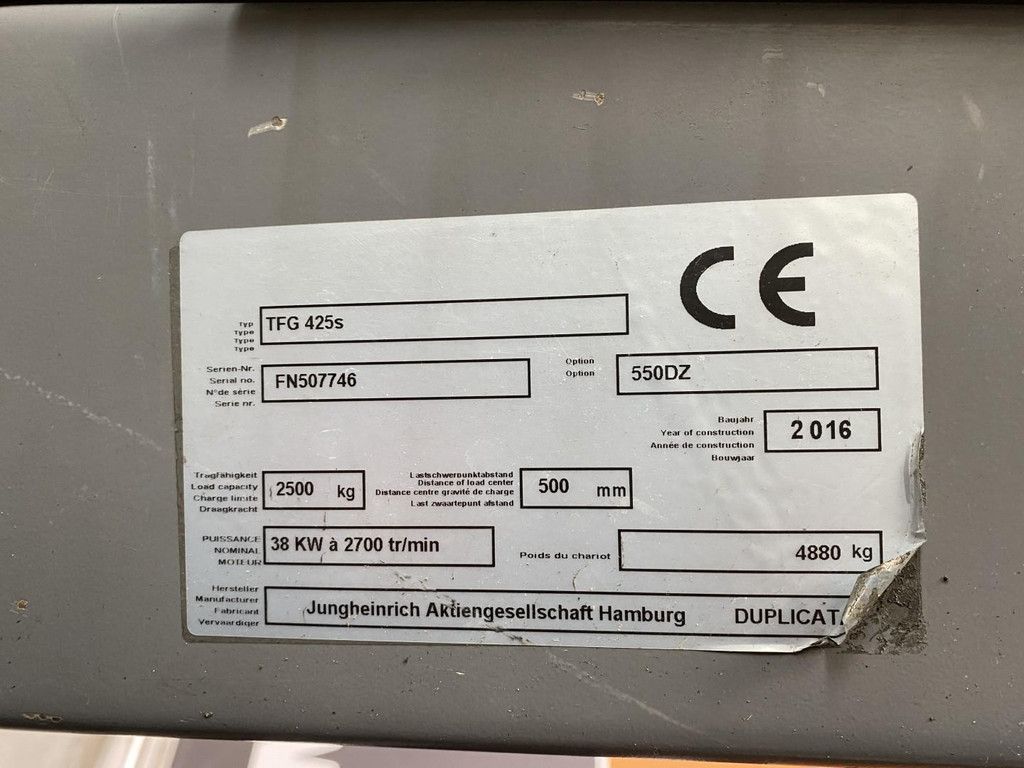 CE
Typ
Type
Type
Type
TFG 425s
Serien-Nr.
Serial no.
N°de série
Serie nr.
FN507746
Option
Option
550DZ
Baujahr
Year of construction
Année de construction
Bouwjaar
2 016
Tragfähigkeit
Load capacity
Charge limite
Draagkracht
2500 kg
Lastschwerpunktabstand
Distance of load center
Distance centre gravité de charge
Last zwaartepunt afstand
500 mm
PUISSANCE
NOMINAL
MOTEUR
38 KW à 2700 tr/min
Poids du chariot
4880 kg
Hersteller
Manufacturer
Fabricant
Vervaardiger
Jungheinrich Aktiengesellschaft Hamburg DUPLICAT